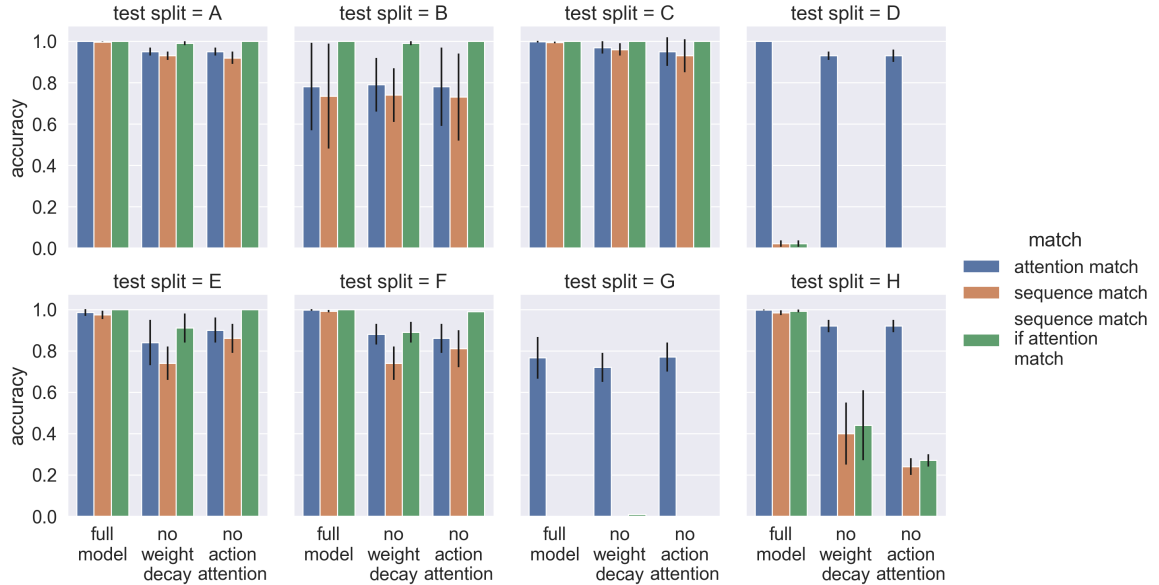 test split = A
test split = B
test split = C
test split = D
accuracy
1.0
0.8
0.6
0.4
0.2
0.0
test split = E
test split = F
test split = G
test split = H
accuracy
1.0
0.8
0.6
0.4
0.2
0.0
full
model
no
weight
decay
no
action
attention
full
model
no
weight
decay
no
action
attention
full
model
no
weight
decay
no
action
attention
full
model
no
weight
decay
no
action
attention
match
attention match
sequence match
sequence match
if attention
match